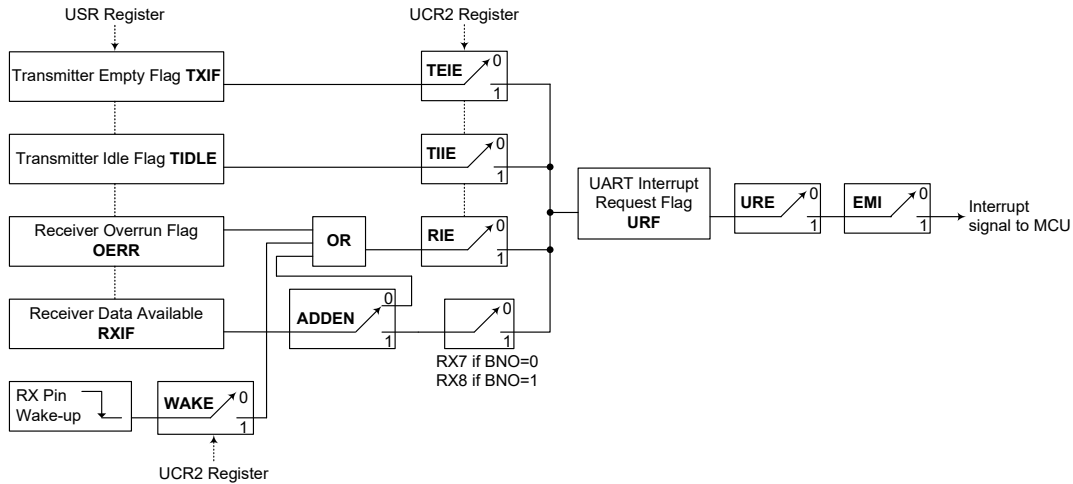 USR Register
UCR2 Register
Transmitter Empty Flag TXIF
TEIE
0
1
Transmitter Idle Flag TIDLE
TIIE
0
1
UART Interrupt
Request Flag
URF
URE
0
1
EMI
0
1
Interrupt
signal to MCU
Receiver Overrun Flag
OERR
OR
RIE
0
1
Receiver Data Available
RXIF
ADDEN
0
1
0
1
RX7 if BNO=0
RX8 if BNO=1
RX Pin
Wake-up
WAKE
0
1
UCR2 Register